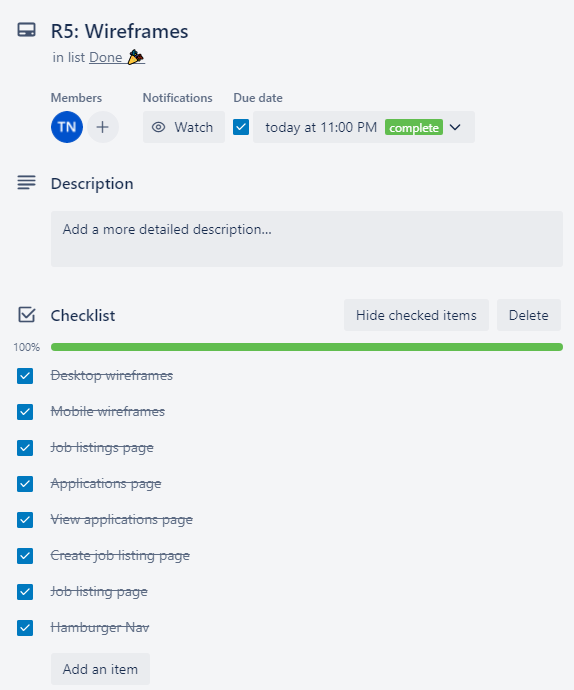 R5: Wireframes
in list Done 🎉
Members Notifications Due date
TN + Watch today at 11:00 PM complete
Description
Add a more detailed description...
Checklist Hide checked items Delete
100%
Desktop wireframes
Mobile wireframes
Job listings page
Applications page
View applications page
Create job listing page
Job listing page
Hamburger Nav
Add an item